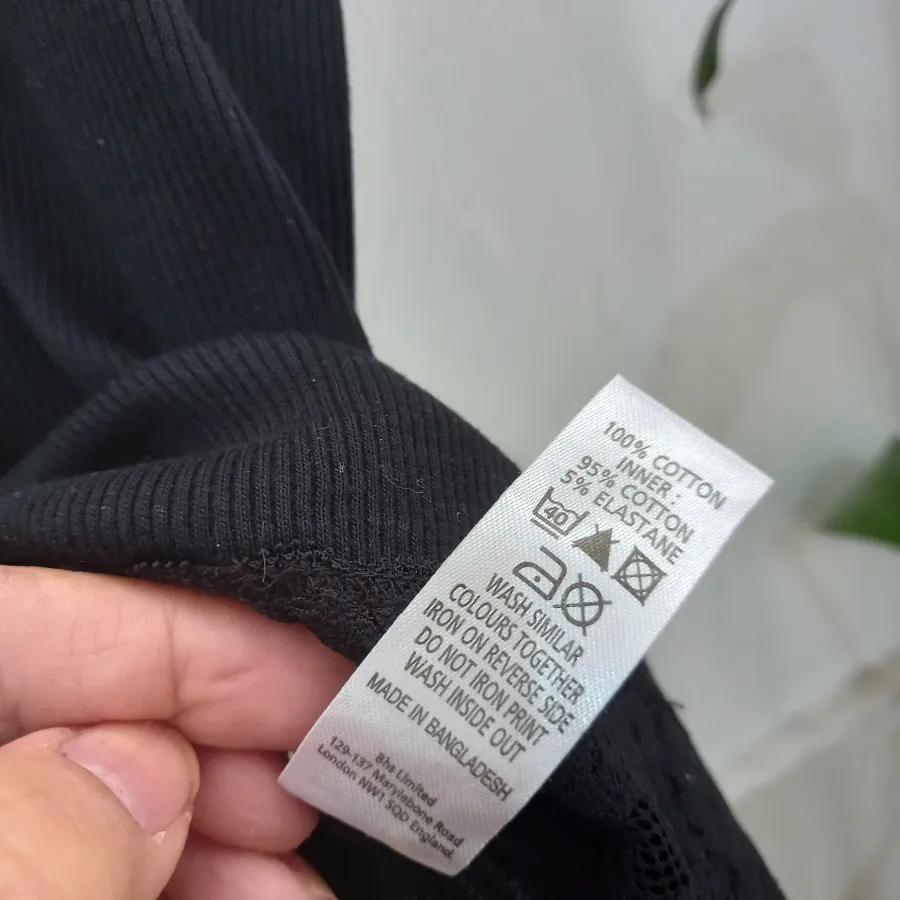 100% COTTON
INNER :
95% COTTON
5% ELASTANE
40
WASH SIMILAR
COLOURS TOGETHER
IRON ON REVERSE SIDE
DO NOT IRON PRINT
WASH INSIDE OUT
MADE IN BANGLADESH
Bhs Limited
129-137 Marylebone Road
London NW1 5QD England.